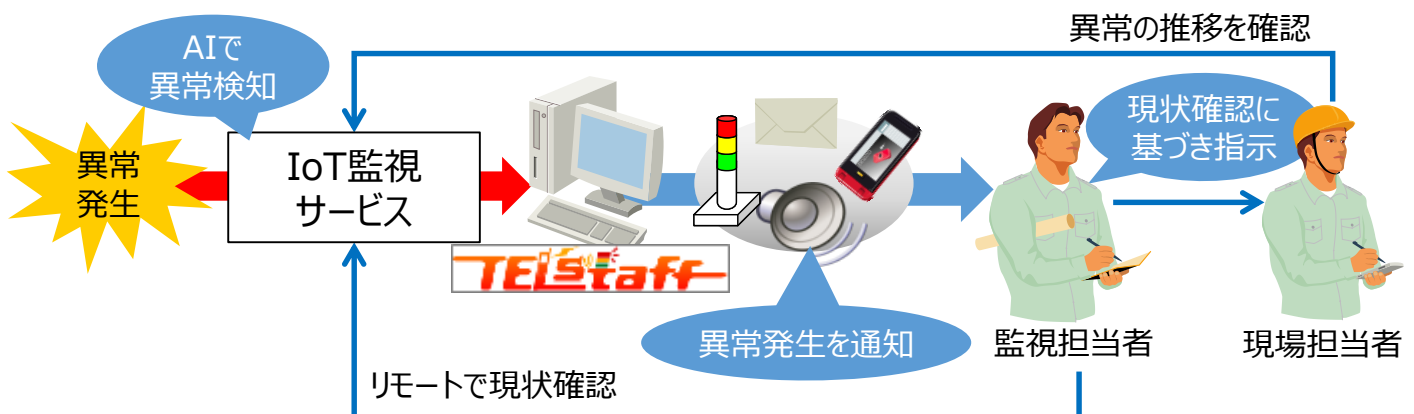 異常の推移を確認
AIで
異常検知
現状確認に
基づき指示
異常
発生
IoT監視
サービス
TELstaff
異常発生を通知
監視担当者
現場担当者
リモートで現状確認